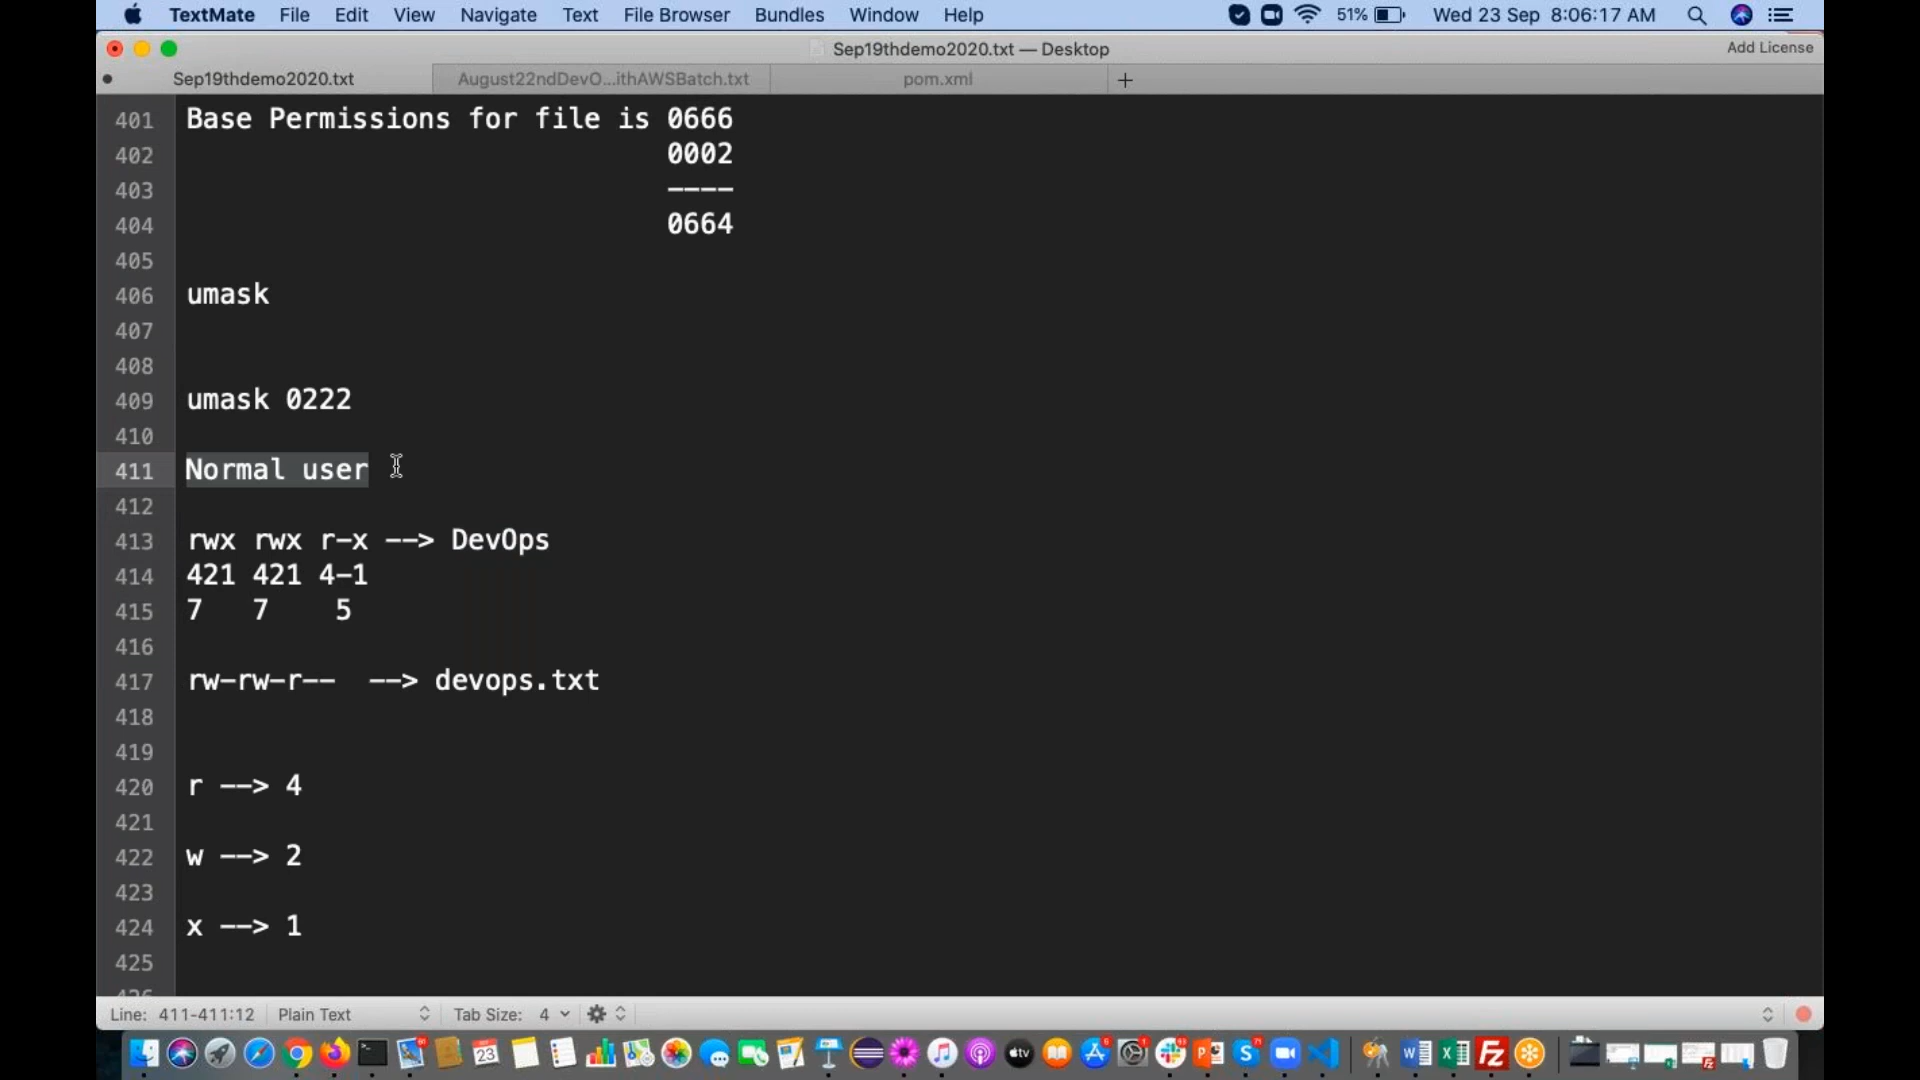 TextMate File Edit View Navigate Text File Browser Bundles Window Help 51% Wed 23 Sep 8:06:17 AM
Sep19thdemo2020.txt — Desktop Add License
Sep19thdemo2020.txt August22ndDevO...ithAWSBatch.txt pom.xml +
401 Base Permissions for file is 0666
402 0002
403 ----
404 0664
405
406 umask
407
408
409 umask 0222
410
411 Normal user
412
413 rwx rwx r-x --> DevOps
414 421 421 4-1
415 7 7 5
416
417 rw-rw-r-- --> devops.txt
418
419
420 r --> 4
421
422 w --> 2
423
424 x --> 1
425
426
Line: 411-411:12 Plain Text Tab Size: 4